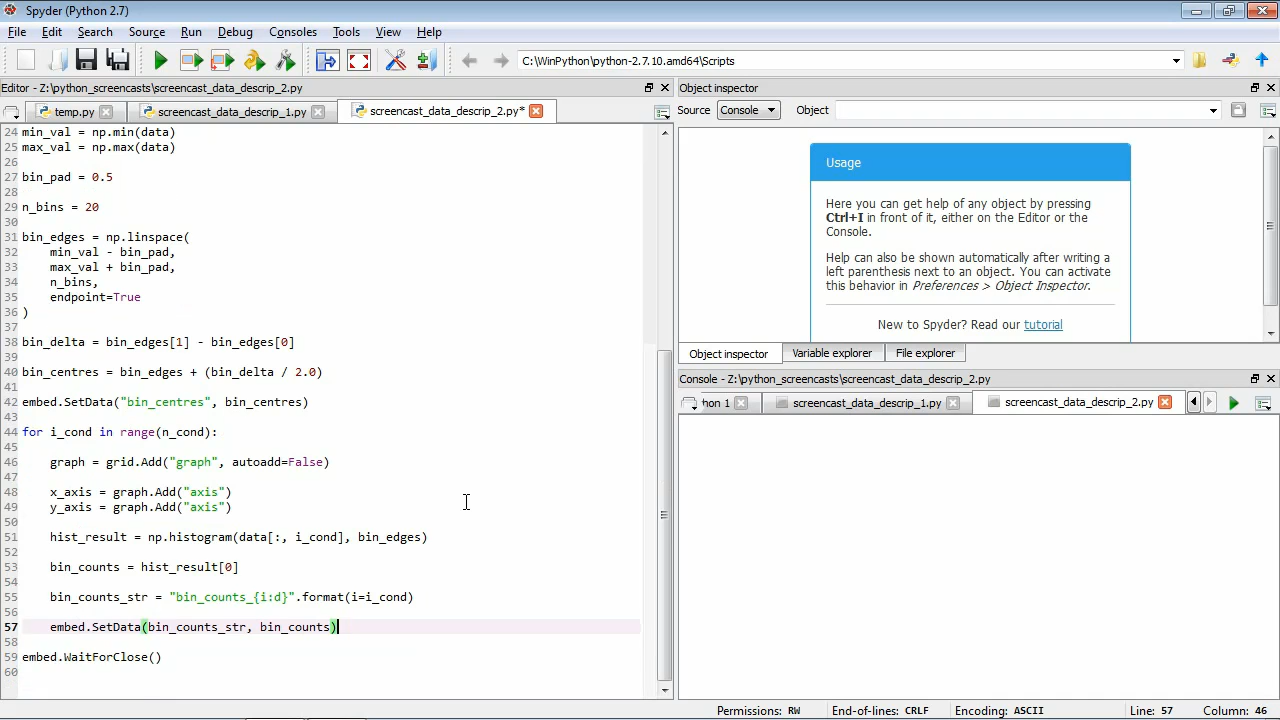 Spyder (Python 2.7)
File Edit Search Source Run Debug Consoles Tools View Help
C:\WinPython\python-2.7.10.amd64\Scripts
Editor - Z:\python_screencasts\screencast_data_descrip_2.py
temp.py screencast_data_descrip_1.py screencast_data_descrip_2.py*
24 min_val = np.min(data)
25 max_val = np.max(data)
26
27 bin_pad = 0.5
28
29 n_bins = 20
30
31 bin_edges = np.linspace(
32     min_val - bin_pad,
33     max_val + bin_pad,
34     n_bins,
35     endpoint=True
36 )
37
38 bin_delta = bin_edges[1] - bin_edges[0]
39
40 bin_centres = bin_edges + (bin_delta / 2.0)
41
42 embed.SetData("bin_centres", bin_centres)
43
44 for i_cond in range(n_cond):
45
46     graph = grid.Add("graph", autoadd=False)
47
48     x_axis = graph.Add("axis")
49     y_axis = graph.Add("axis")
50
51     hist_result = np.histogram(data[:, i_cond], bin_edges)
52
53     bin_counts = hist_result[0]
54
55     bin_counts_str = "bin_counts_{i:d}".format(i=i_cond)
56
57     embed.SetData(bin_counts_str, bin_counts)
58
59 embed.WaitForClose()
60
Object inspector
Source Console Object
Usage
Here you can get help of any object by pressing
Ctrl+I in front of it, either on the Editor or the
Console.
Help can also be shown automatically after writing a
left parenthesis next to an object. You can activate
this behavior in Preferences > Object Inspector.
New to Spyder? Read our tutorial
Object inspector Variable explorer File explorer
Console - Z:\python_screencasts\screencast_data_descrip_2.py
hon 1 screencast_data_descrip_1.py screencast_data_descrip_2.py
Permissions: RW End-of-lines: CRLF Encoding: ASCII Line: 57 Column: 46